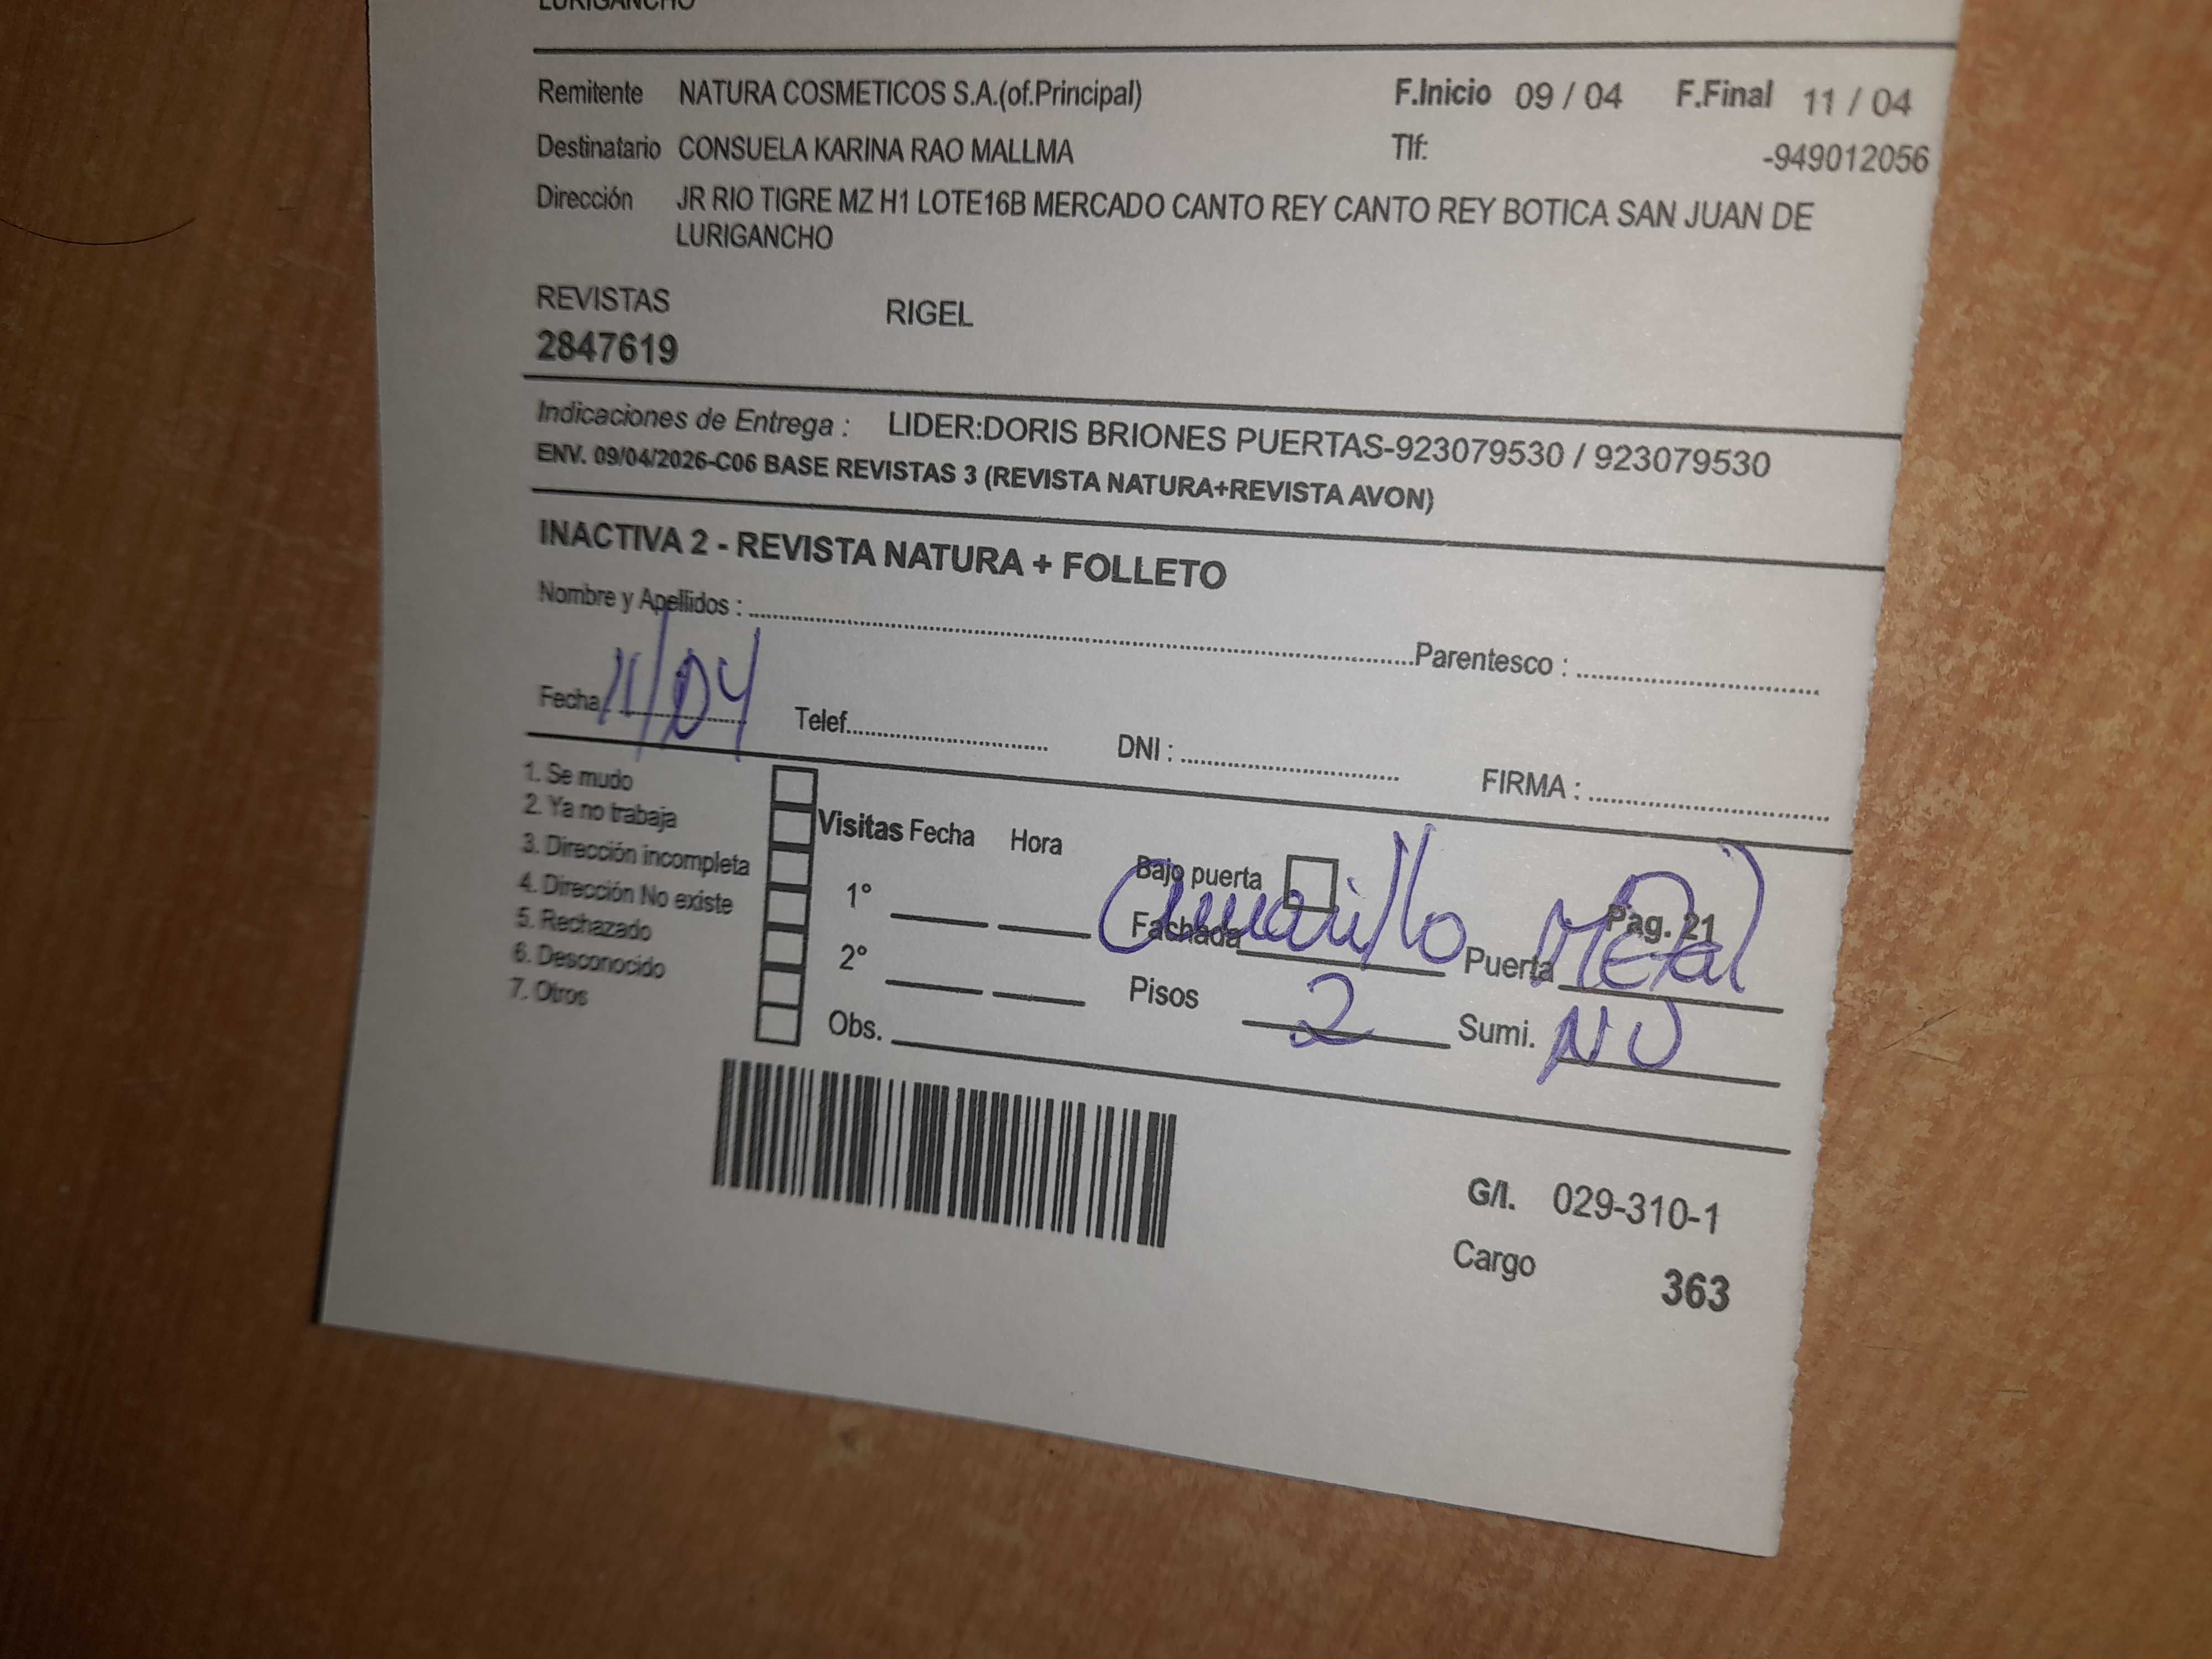 LURIGANCHO
Remitente NATURA COSMETICOS S.A.(of.Principal) F.Inicio 09 / 04 F.Final 11 / 04
Destinatario CONSUELA KARINA RAO MALLMA Tlf: -949012056
Dirección JR RIO TIGRE MZ H1 LOTE16B MERCADO CANTO REY CANTO REY BOTICA SAN JUAN DE
LURIGANCHO
REVISTAS RIGEL
2847619
Indicaciones de Entrega : LIDER:DORIS BRIONES PUERTAS-923079530 / 923079530
ENV. 09/04/2026-C06 BASE REVISTAS 3 (REVISTA NATURA+REVISTA AVON)
INACTIVA 2 - REVISTA NATURA + FOLLETO
Nombre y Apellidos : Parentesco :
Fecha 11/04 Telef. DNI : FIRMA :
1. Se mudo
2. Ya no trabaja
3. Dirección incompleta
4. Dirección No existe
5. Rechazado
6. Desconocido
7. Otros
Visitas Fecha Hora
1°
2°
Obs.
Bajo puerta
Pag. 21
Fachada Amarillo Puerta Metal
Pisos 2 Sumi. NO
G/I. 029-310-1
Cargo 363